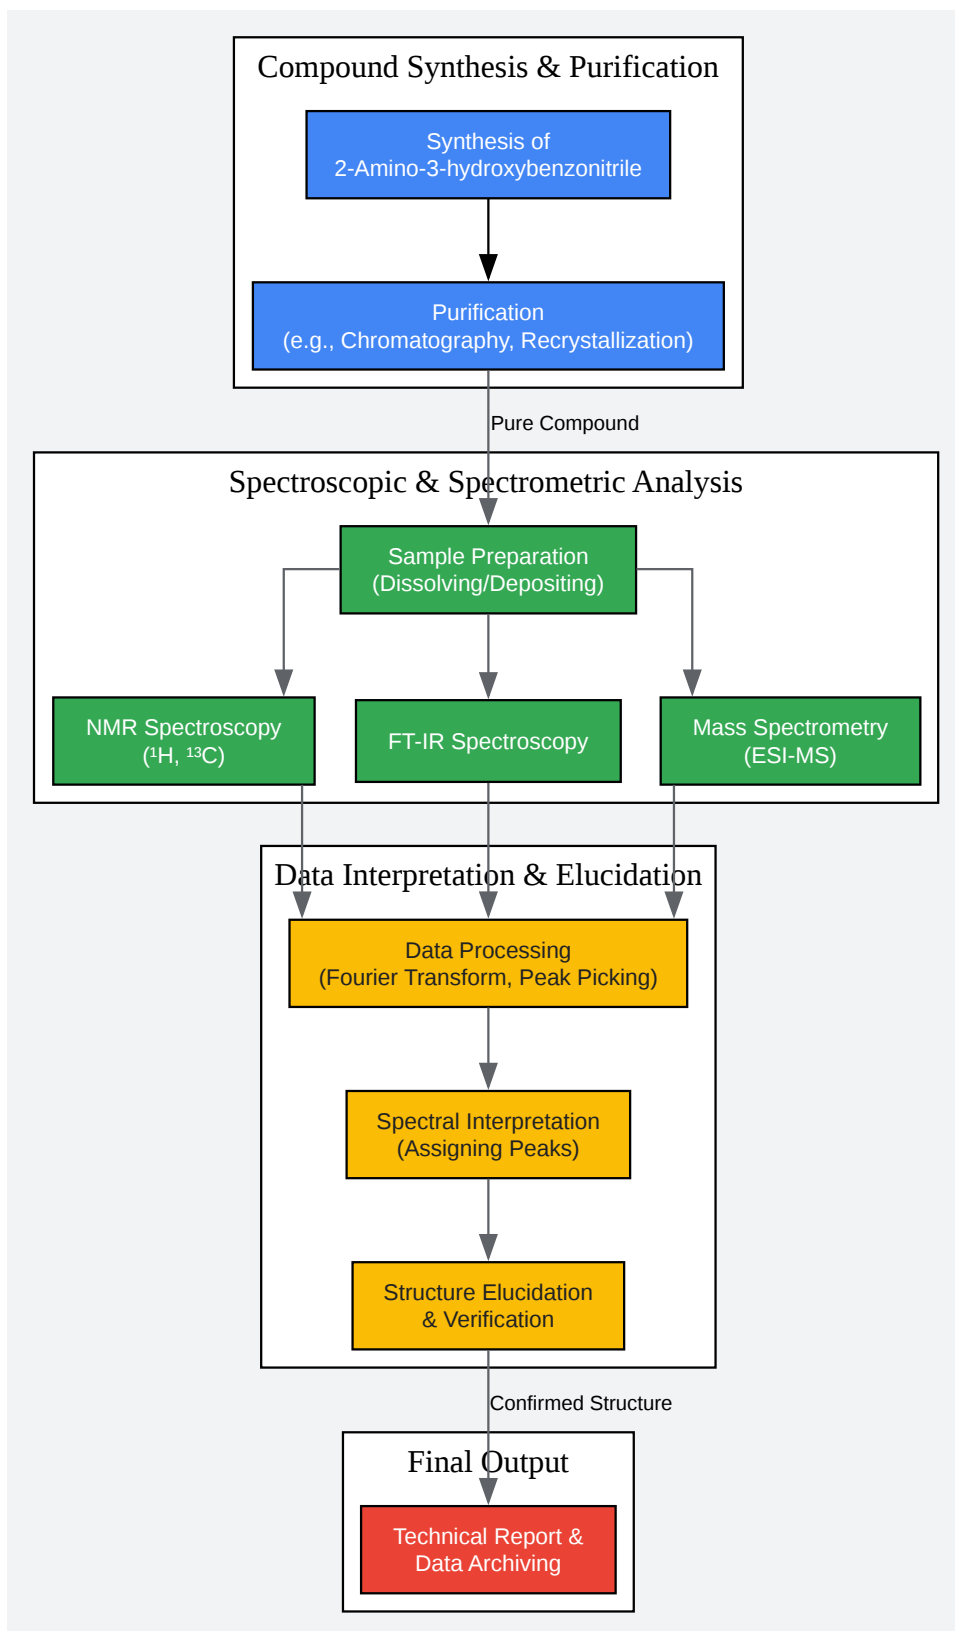 Compound Synthesis & Purification
Synthesis of
2-Amino-3-hydroxybenzonitrile
Purification
(e.g., Chromatography, Recrystallization)
Pure Compound
Spectroscopic & Spectrometric Analysis
Sample Preparation
(Dissolving/Depositing)
NMR Spectroscopy
(¹H, ¹³C)
FT-IR Spectroscopy
Mass Spectrometry
(ESI-MS)
Data Interpretation & Elucidation
Data Processing
(Fourier Transform, Peak Picking)
Spectral Interpretation
(Assigning Peaks)
Structure Elucidation
& Verification
Confirmed Structure
Final Output
Technical Report &
Data Archiving